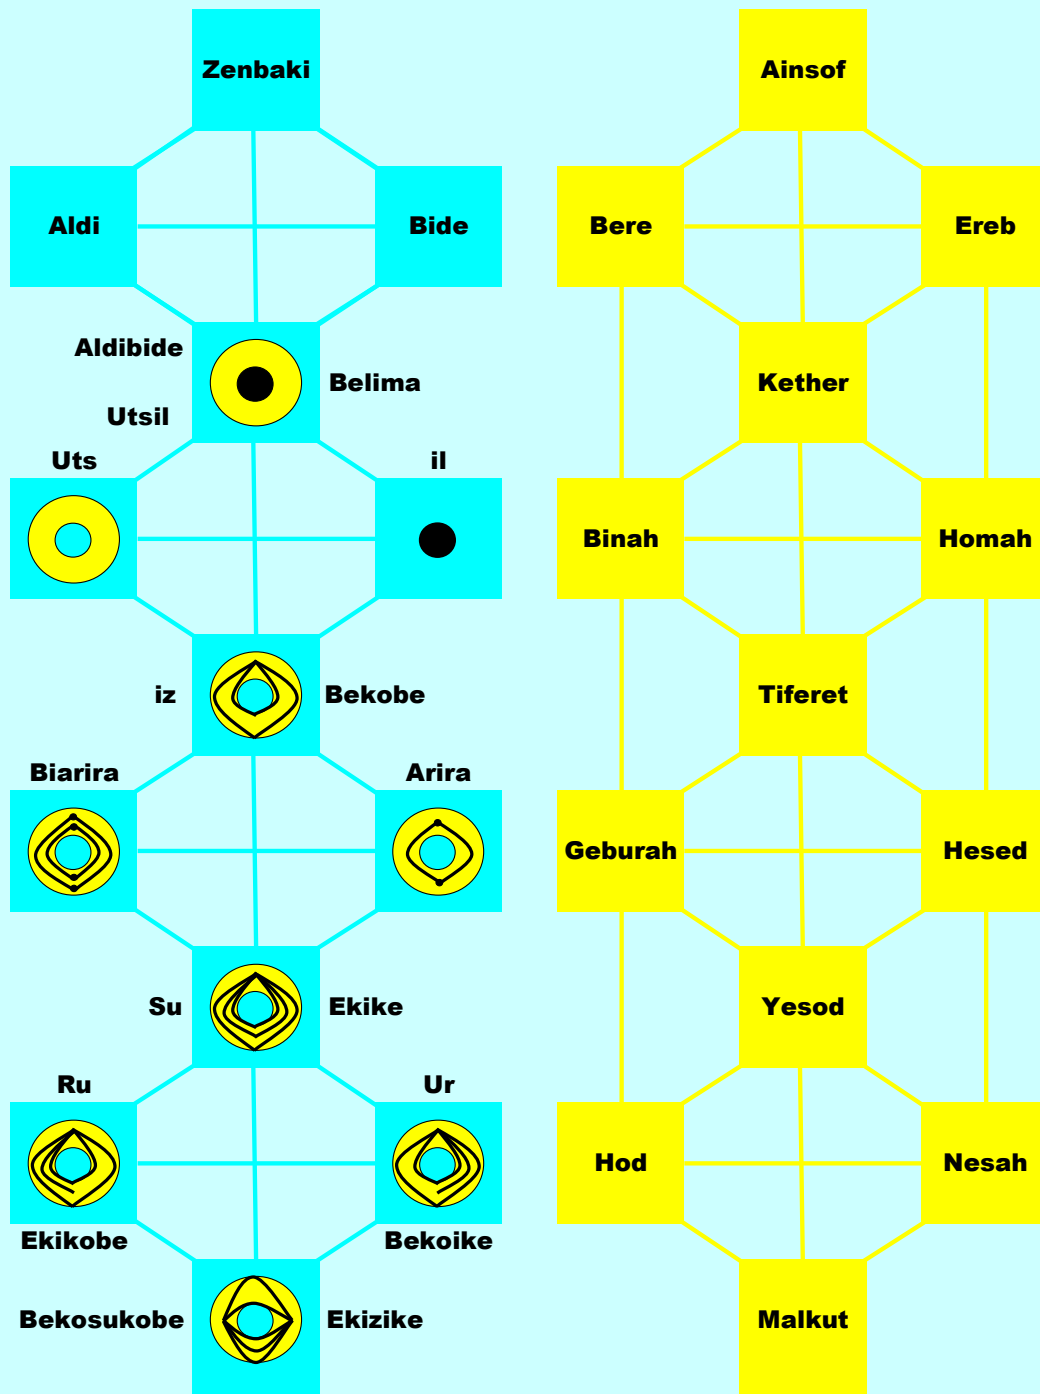 Zenbaki
Aldi
Bide
Aldibide
Belima
Utsil
Uts
il
iz
Bekobe
Biarira
Arira
Su
Ekike
Ru
Ur
Ekikobe
Bekoike
Bekosukobe
Ekizike
Ainsof
Bere
Ereb
Kether
Binah
Homah
Tiferet
Geburah
Hesed
Yesod
Hod
Nesah
Malkut